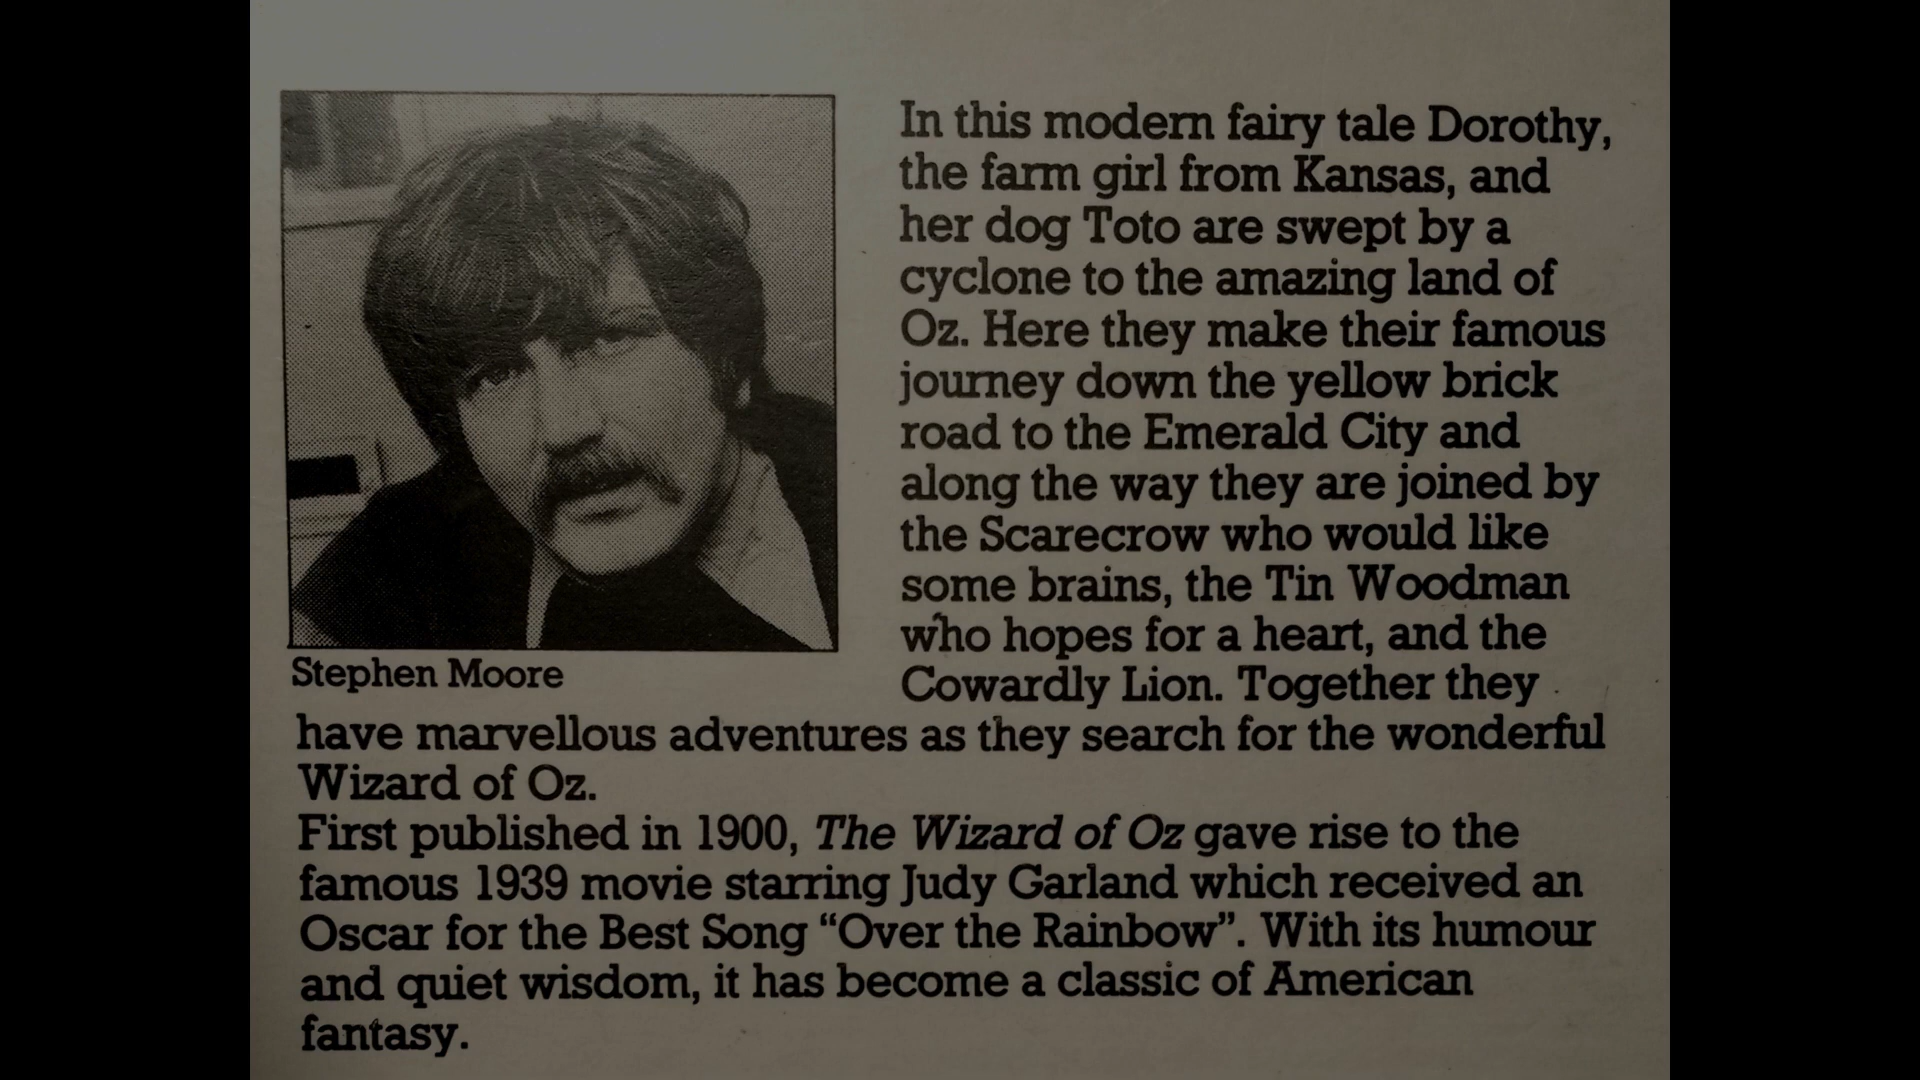 In this modern fairy tale Dorothy,
the farm girl from Kansas, and
her dog Toto are swept by a
cyclone to the amazing land of
Oz. Here they make their famous
journey down the yellow brick
road to the Emerald City and
along the way they are joined by
the Scarecrow who would like
some brains, the Tin Woodman
who hopes for a heart, and the
Stephen Moore
Cowardly Lion. Together they
have marvellous adventures as they search for the wonderful
Wizard of Oz.
First published in 1900, The Wizard of Oz gave rise to the
famous 1939 movie starring Judy Garland which received an
Oscar for the Best Song “Over the Rainbow”. With its humour
and quiet wisdom, it has become a classic of American
fantasy.